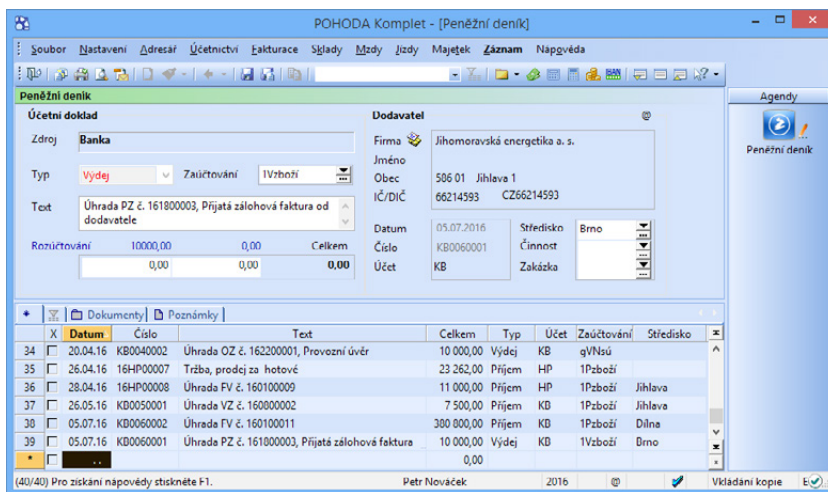 POHODA Komplet - [Peněžní deník]
Soubor Nastavení Adresář Účetnictví Fakturace Sklady Mzdy Jízdy Majetek Záznam Nápověda
Peněžní deník
Agendy
Peněžní deník
Účetní doklad
Zdroj Banka
Typ Výdej Zaúčtování 1Vzboží
Text Úhrada PZ č. 161800003, Přijatá zálohová faktura od
dodavatele
Rozúčtování 10000,00 0,00 Celkem
0,00 0,00 0,00
Dodavatel @
Firma Jihomoravská energetika a. s.
Jméno
Obec 586 01 Jihlava 1
IČ/DIČ 66214593 CZ66214593
Datum 05.07.2016 Středisko Brno
Číslo KB0060001 Činnost
Účet KB Zakázka
* Dokumenty Poznámky
X Datum Číslo Text Celkem Typ Účet Zaúčtování Středisko
34 20.04.16 KB0040002 Úhrada OZ č. 162200001, Provozní úvěr 10 000,00 Výdej KB qVNsú
35 26.04.16 16HP00007 Tržba, prodej za hotové 23 262,00 Příjem HP 1Pzboží
36 28.04.16 16HP00008 Úhrada FV č. 160100009 11 000,00 Příjem HP 1Pzboží Jihlava
37 26.05.16 KB0050001 Úhrada VZ č. 160800002 7 500,00 Příjem KB 1Pzboží Jihlava
38 05.07.16 KB0060002 Úhrada FV č. 160100011 380 800,00 Příjem KB 1Pzboží Dílna
39 05.07.16 KB0060001 Úhrada PZ č. 161800003, Přijatá zálohová faktura 10 000,00 Výdej KB 1Vzboží Brno
* . . 0,00
(40/40) Pro získání nápovědy stiskněte F1. Petr Nováček 2016 @ Vkládání kopie